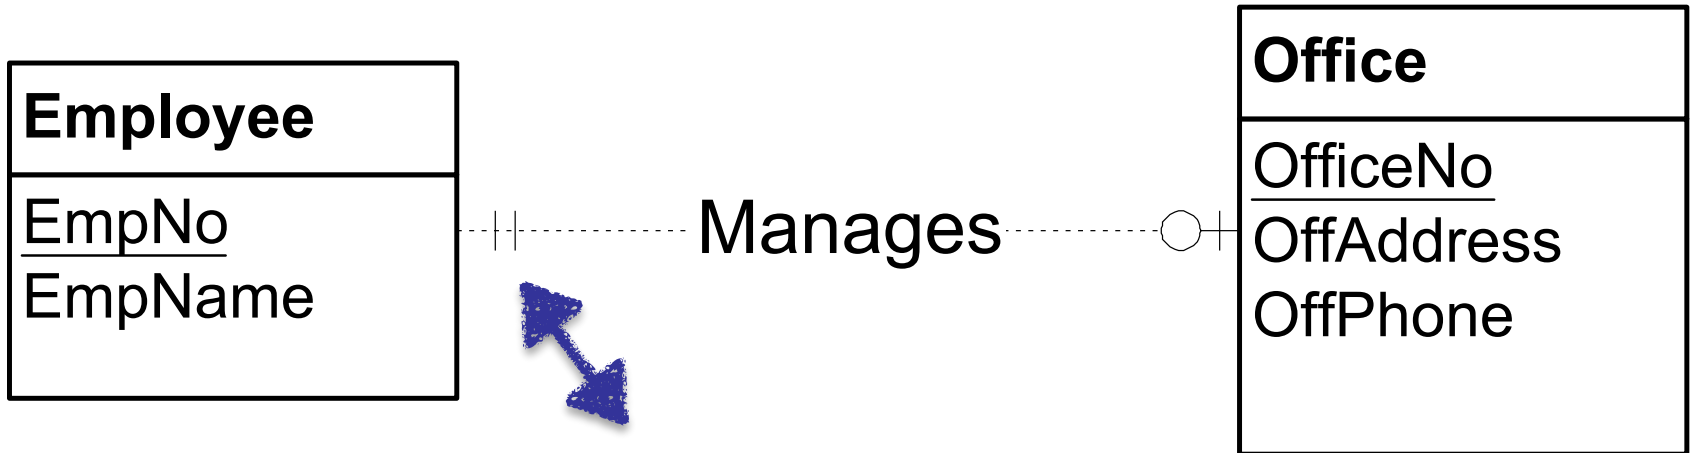 Employee
EmpNo
EmpName
Manages
Office
OfficeNo
OffAddress
OffPhone